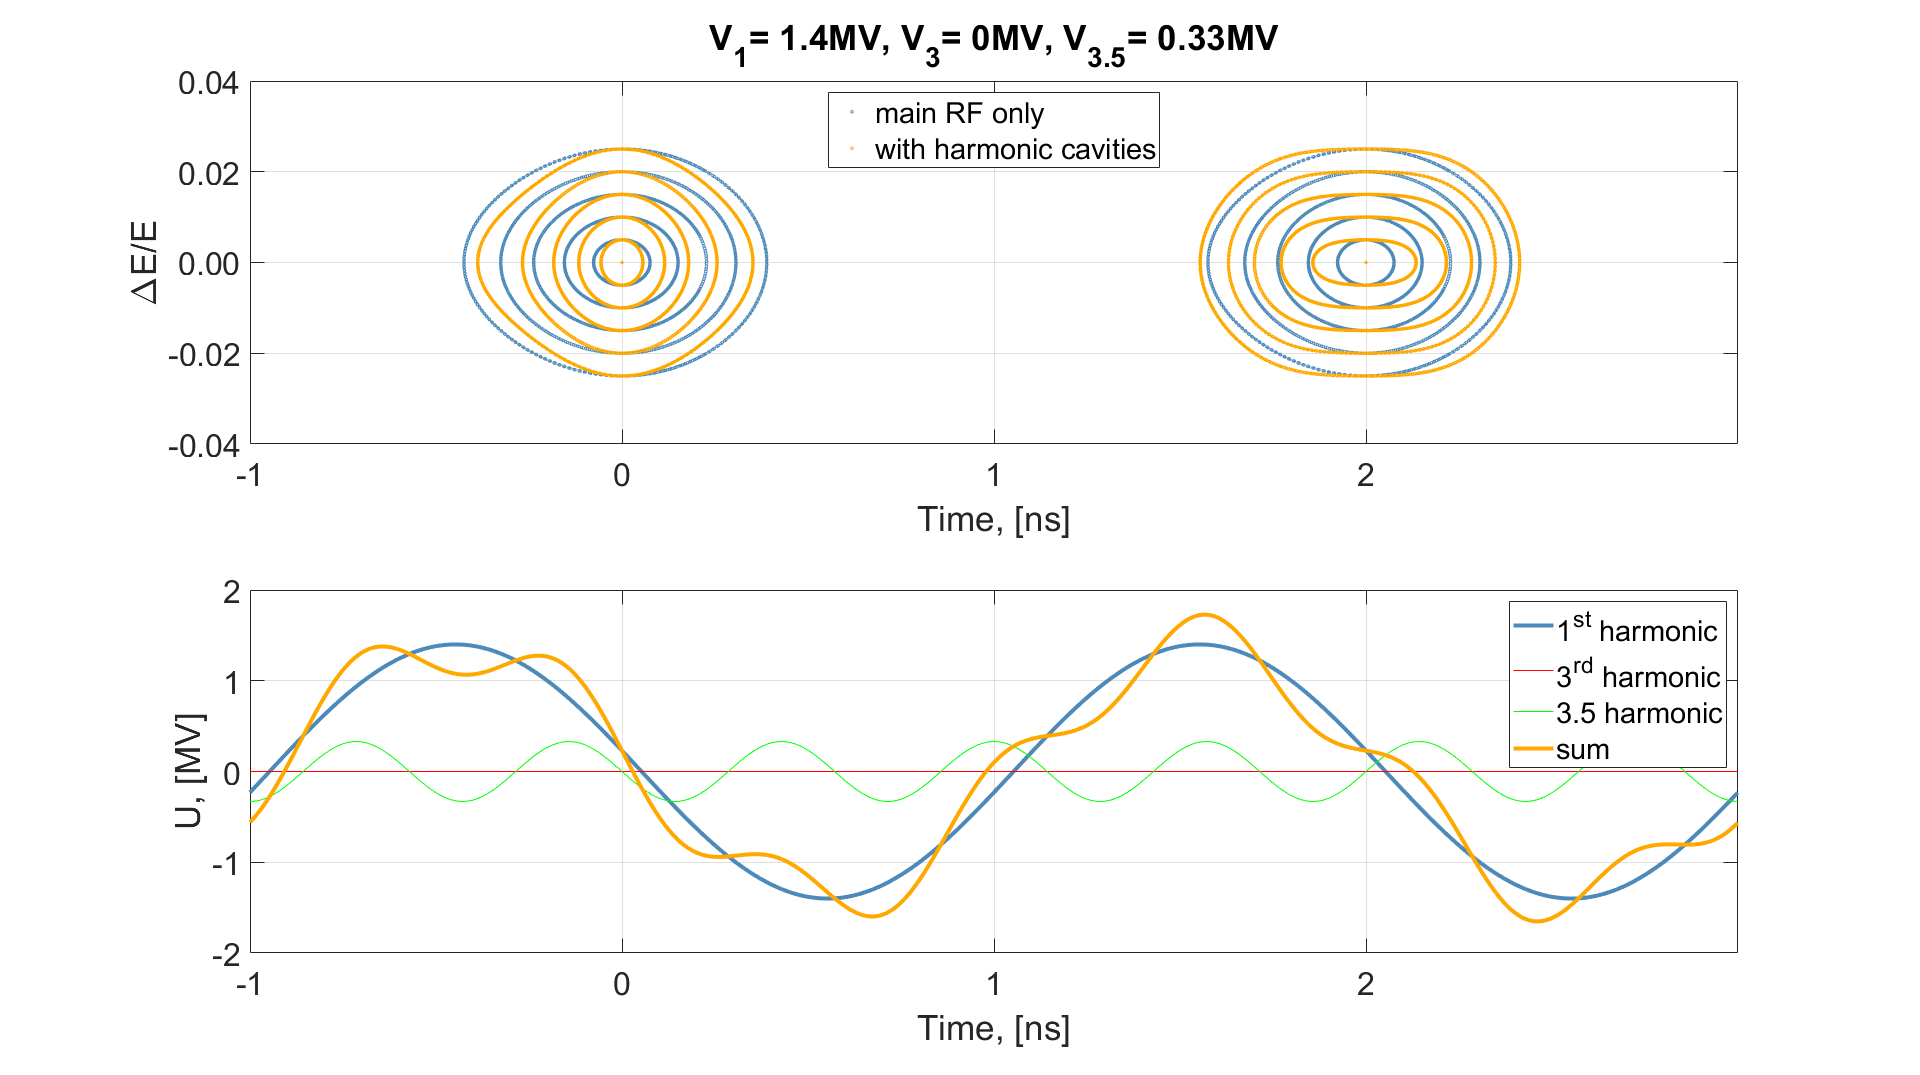 V1= 1.4MV, V3= 0MV, V3.5= 0.33MV
0.04
0.02
0.00
-0.02
-0.04
ΔE/E
main RF only
with harmonic cavities
-1
0
1
2
Time, [ns]
2
1
0
-1
-2
U, [MV]
1st harmonic
3rd harmonic
3.5 harmonic
sum
-1
0
1
2
Time, [ns]